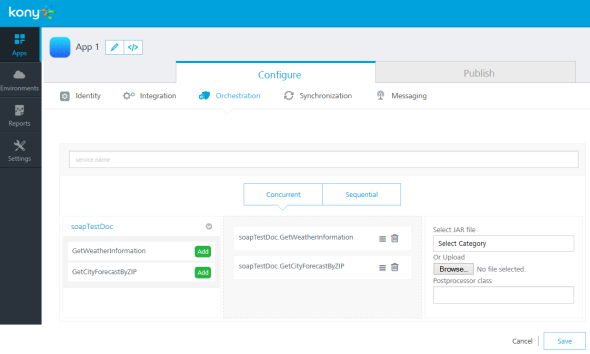 kony
App 1
</>
Apps
Environments
Reports
Settings
Configure
Publish
Identity
Integration
Orchestration
Synchronization
Messaging
service name
Concurrent
Sequential
soapTestDoc
GetWeatherInformation
Add
GetCityForecastByZIP
Add
soapTestDoc.GetWeatherInformation
soapTestDoc.GetCityForecastByZIP
Select JAR file
Select Category
Or Upload
Browse... No file selected.
Postprocessor class
Cancel
Save